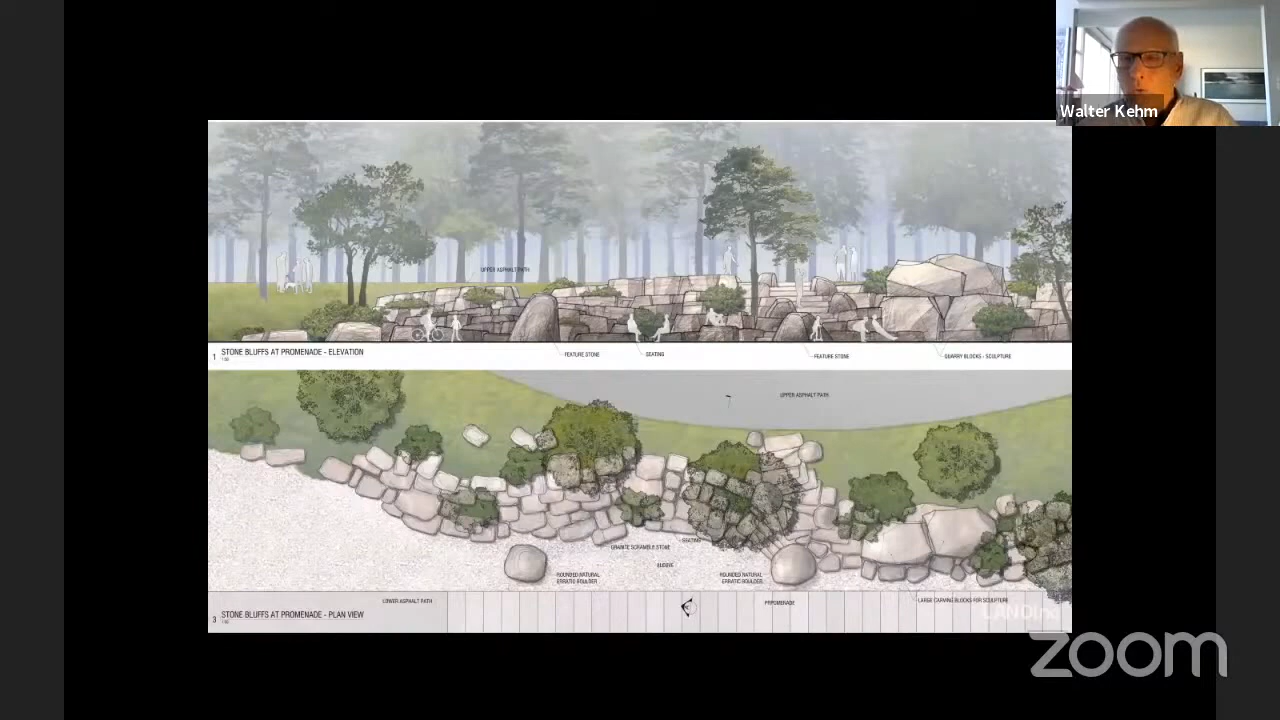 Walter Kehm
UPPER ASPHALT PATH
1 STONE BLUFFS AT PROMENADE - ELEVATION
FEATURE STONE
SEATING
FEATURE STONE
QUARRY BLOCKS - SCULPTURE
UPPER ASPHALT PATH
SEATING
GRANITE SCRAMBLE STONE
ROUNDED NATURAL
ERRATIC BOULDER
ROUNDED NATURAL
ERRATIC BOULDER
LOWER ASPHALT PATH
PROMENADE
LARGE CARVING BLOCKS FOR SCULPTURE
3 STONE BLUFFS AT PROMENADE - PLAN VIEW
zoom